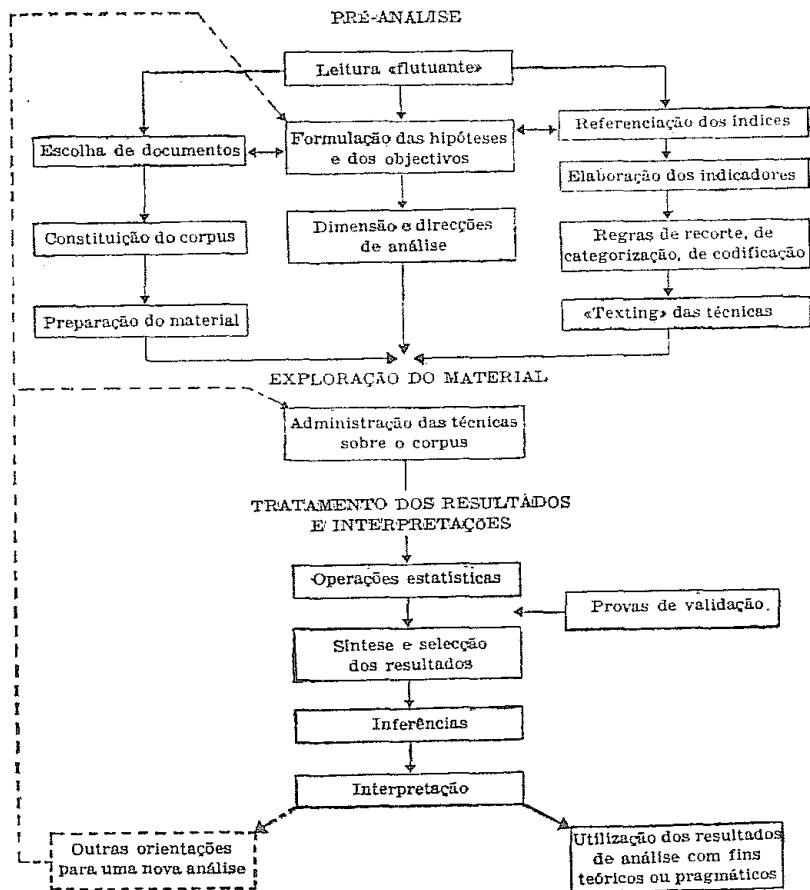 PRÉ-ANÁLISE
Leitura «flutuante»
Escolha de documentos
Formulação das hipóteses
e dos objectivos
Referenciação dos índices
Elaboração dos indicadores
Constituição do corpus
Dimensão e direcções
de análise
Regras de recorte, de
categorização, de codificação
Preparação do material
«Texting» das técnicas
EXPLORAÇÃO DO MATERIAL
Administração das técnicas
sobre o corpus
TRATAMENTO DOS RESULTADOS
E INTERPRETAÇÕES
Operações estatísticas
Provas de validação.
Síntese e selecção
dos resultados
Inferências
Interpretação
Outras orientações
para uma nova análise
Utilização dos resultados
de análise com fins
teóricos ou pragmáticos